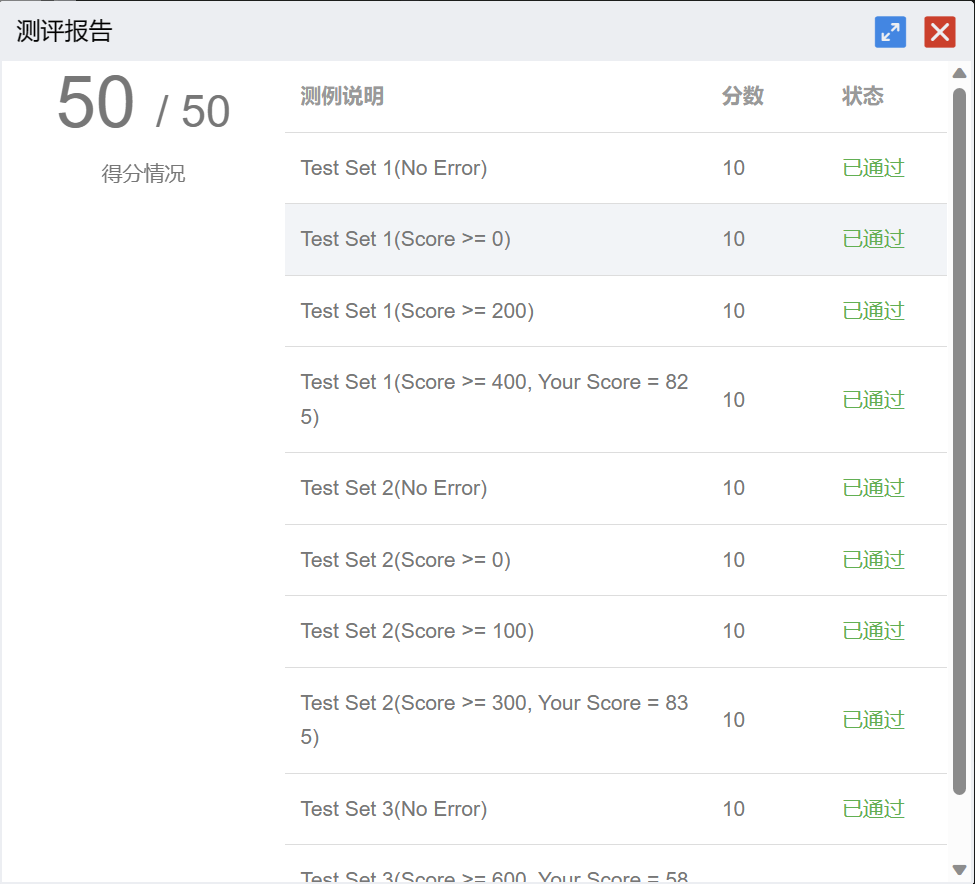 测评报告
50 / 50
得分情况
测例说明 分数 状态
Test Set 1(No Error) 10 已通过
Test Set 1(Score >= 0) 10 已通过
Test Set 1(Score >= 200) 10 已通过
Test Set 1(Score >= 400, Your Score = 82
5) 10 已通过
Test Set 2(No Error) 10 已通过
Test Set 2(Score >= 0) 10 已通过
Test Set 2(Score >= 100) 10 已通过
Test Set 2(Score >= 300, Your Score = 83
5) 10 已通过
Test Set 3(No Error) 10 已通过
Test Set 3(Score >= 600, Your Score = 58